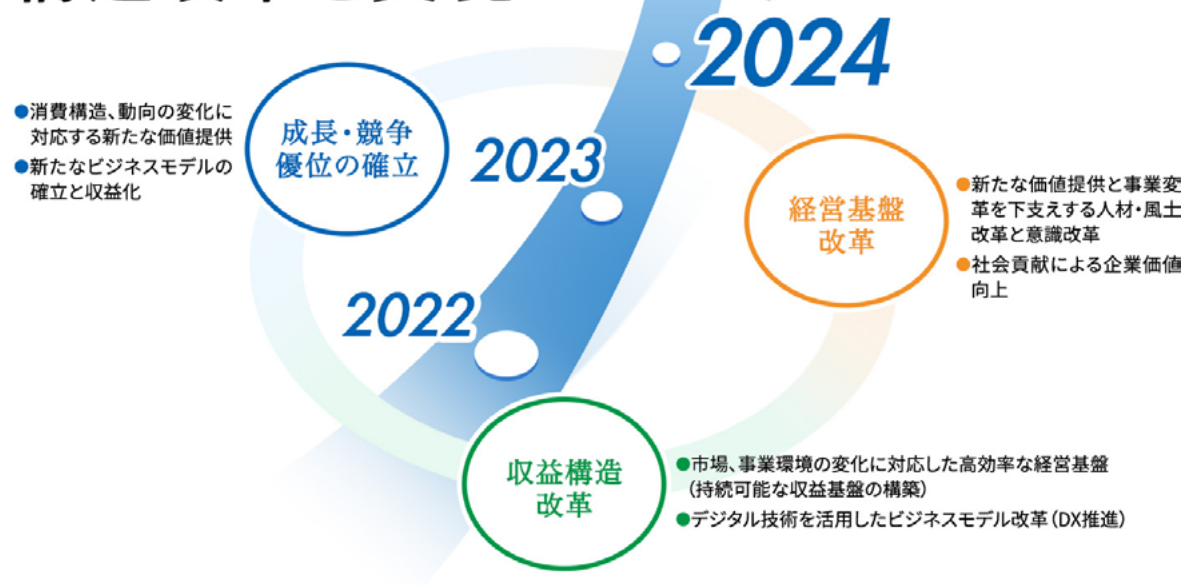 2024
●消費構造、動向の変化に
対応する新たな価値提供
●新たなビジネスモデルの
確立と収益化
成長・競争
優位の確立
2023
経営基盤
改革
●新たな価値提供と事業変
革を下支えする人材・風土
改革と意識改革
●社会貢献による企業価値
向上
2022
収益構造
改革
●市場、事業環境の変化に対応した高効率な経営基盤
(持続可能な収益基盤の構築)
●デジタル技術を活用したビジネスモデル改革(DX推進)